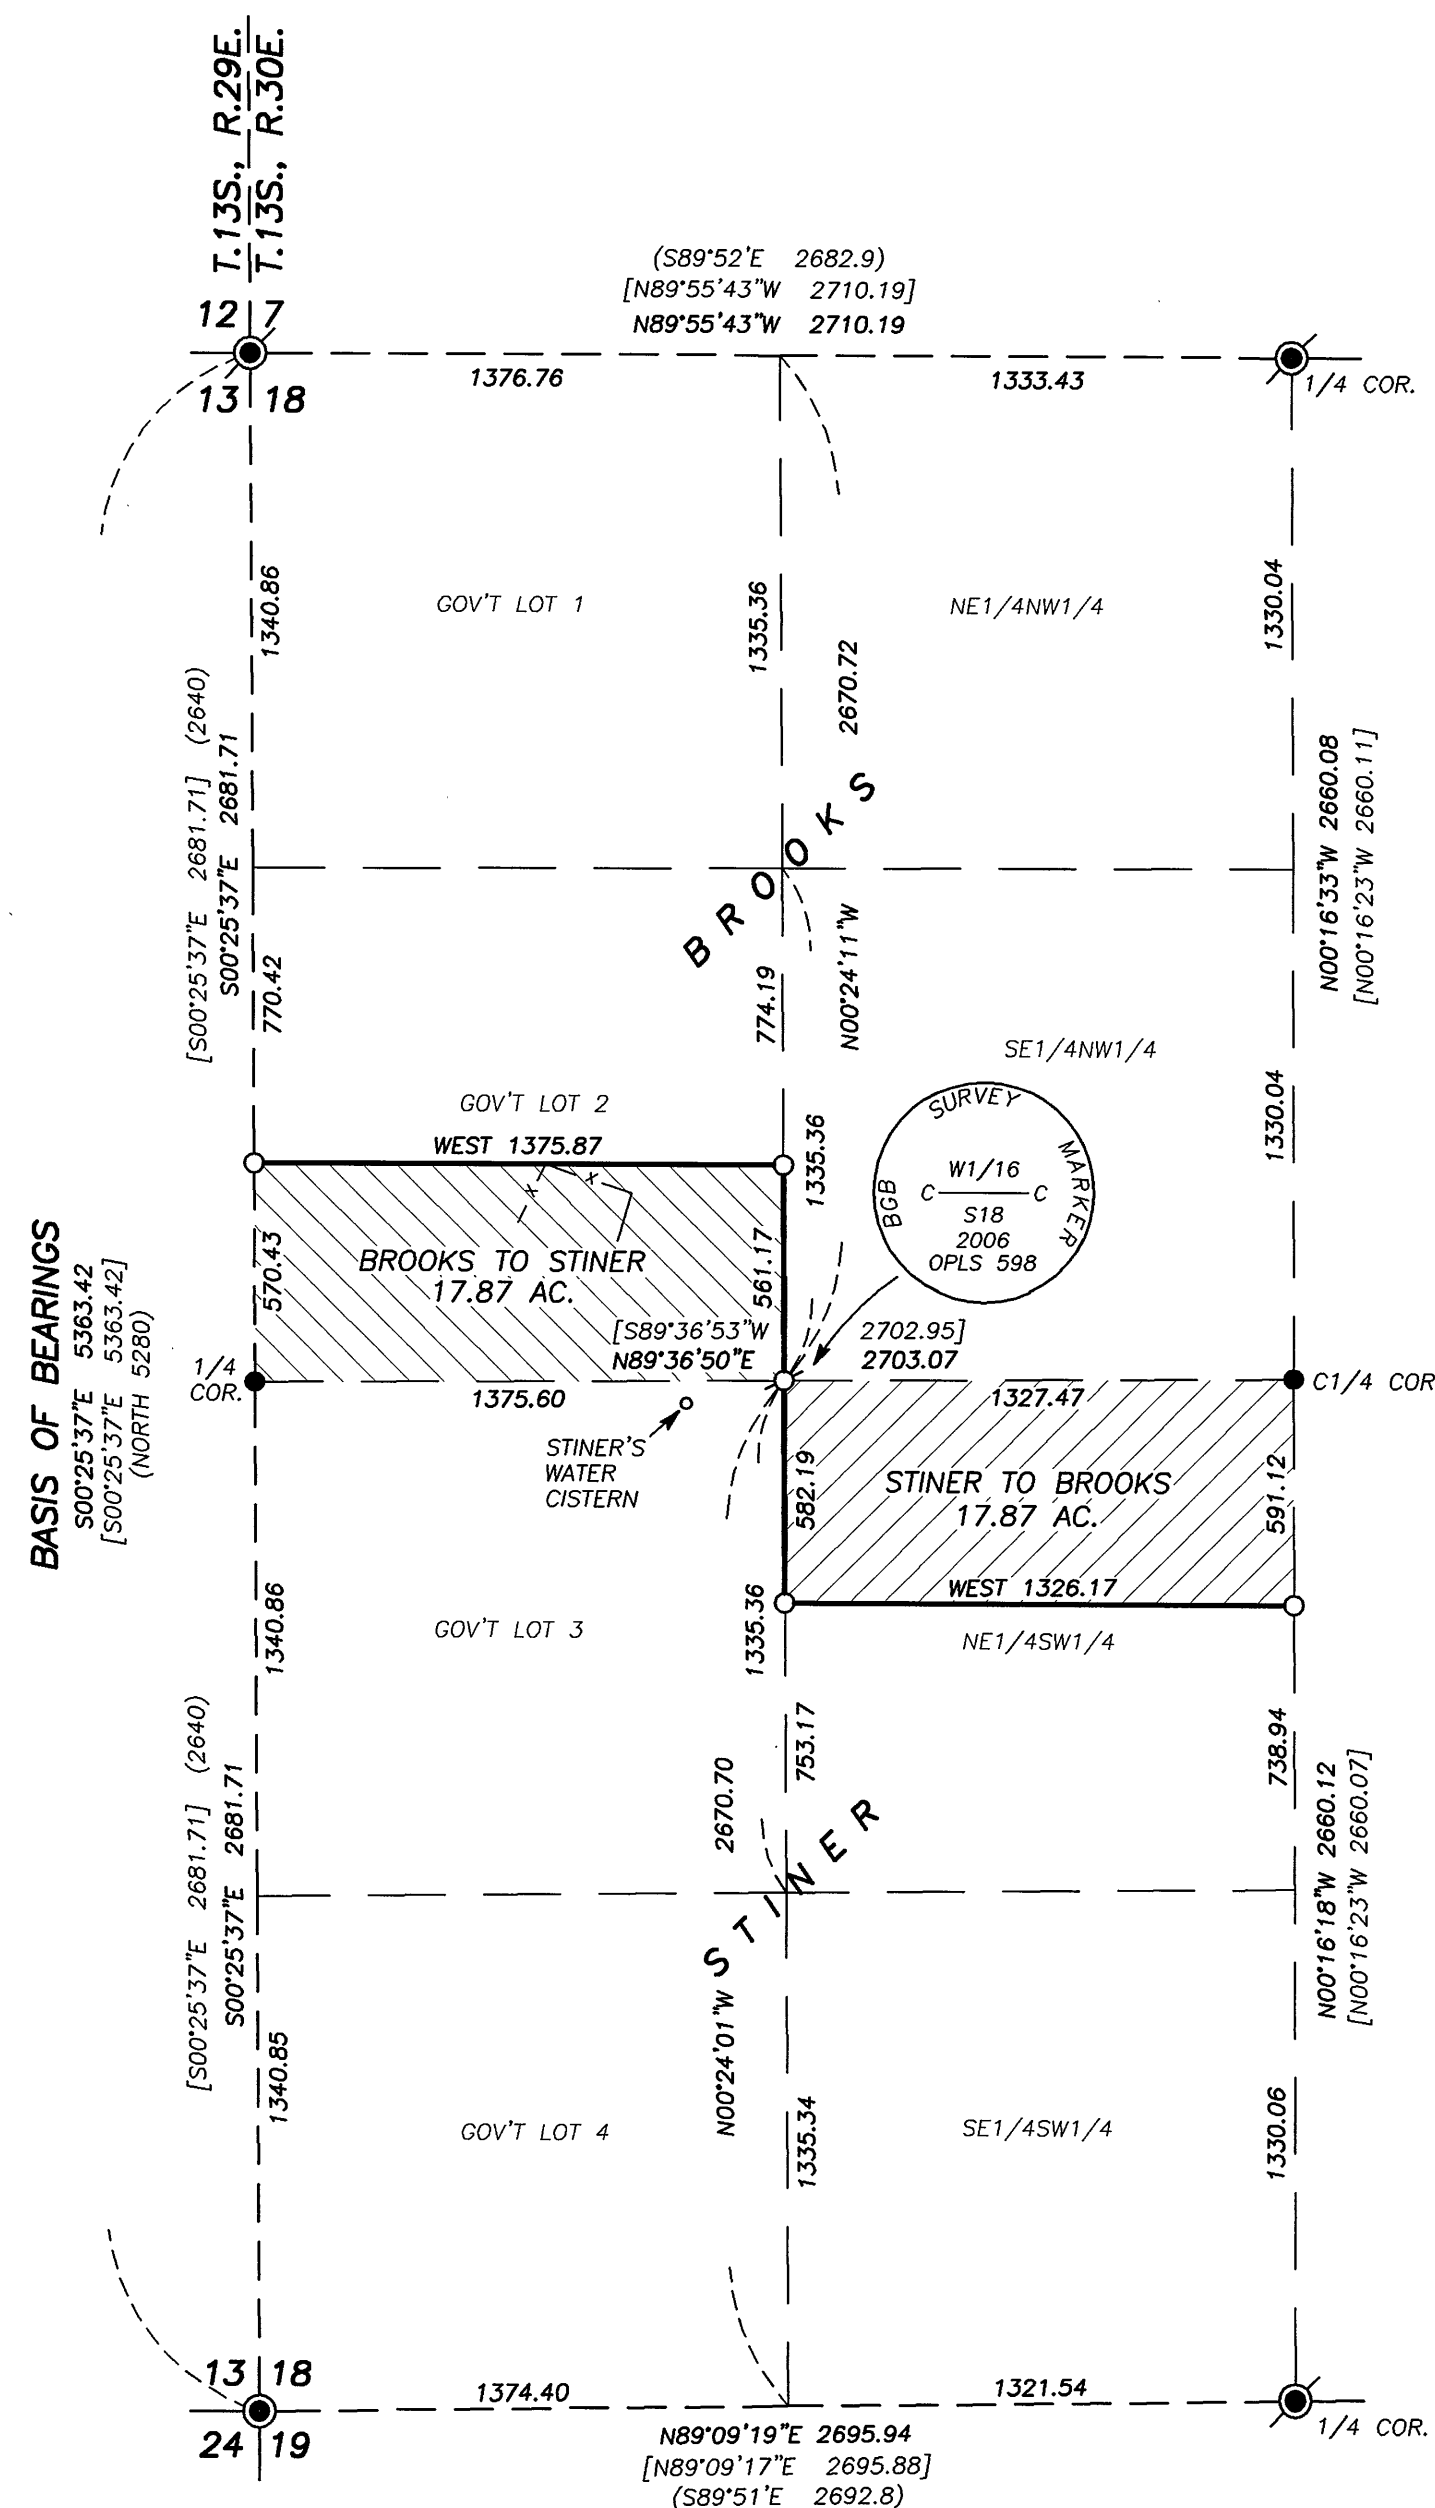 T.13S., R.29E.
T.13S., R.30E.
(S89°52'E 2682.9)
[N89°55'43"W 2710.19]
N89°55'43"W 2710.19
12 7
13 18
1376.76
1333.43
1/4 COR.
1340.86
GOV'T LOT 1
1335.36
NE1/4NW1/4
1330.04
2670.72
[S00°25'37"E 2681.71] (2640)
S00°25'37"E 2681.71
BROOKS
N00°16'33"W 2660.08
[N00°16'23"W 2660.11]
770.42
774.19
N00°24'11"W
SE1/4NW1/4
GOV'T LOT 2
WEST 1375.87
1335.36
1330.04
BGB SURVEY MARKER
W1/16
C C
S18
2006
OPLS 598
BASIS OF BEARINGS
S00°25'37"E 5363.42
[S00°25'37"E 5363.42]
(NORTH 5280)
570.43
BROOKS TO STINER
17.87 AC.
561.17
[S89°36'53"W 2702.95]
N89°36'50"E 2703.07
1/4
COR.
1375.60
1327.47
C1/4 COR
STINER'S
WATER
CISTERN
582.19
STINER TO BROOKS
17.87 AC.
591.12
WEST 1326.17
1340.86
GOV'T LOT 3
1335.36
NE1/4SW1/4
[S00°25'37"E 2681.71] (2640)
S00°25'37"E 2681.71
753.17
738.94
2670.70
STINER
N00°16'18"W 2660.12
[N00°16'23"W 2660.07]
N00°24'01"W
1340.85
GOV'T LOT 4
1335.34
SE1/4SW1/4
1330.06
13 18
24 19
1374.40
1321.54
1/4 COR.
N89°09'19"E 2695.94
[N89°09'17"E 2695.88]
(S89°51'E 2692.8)